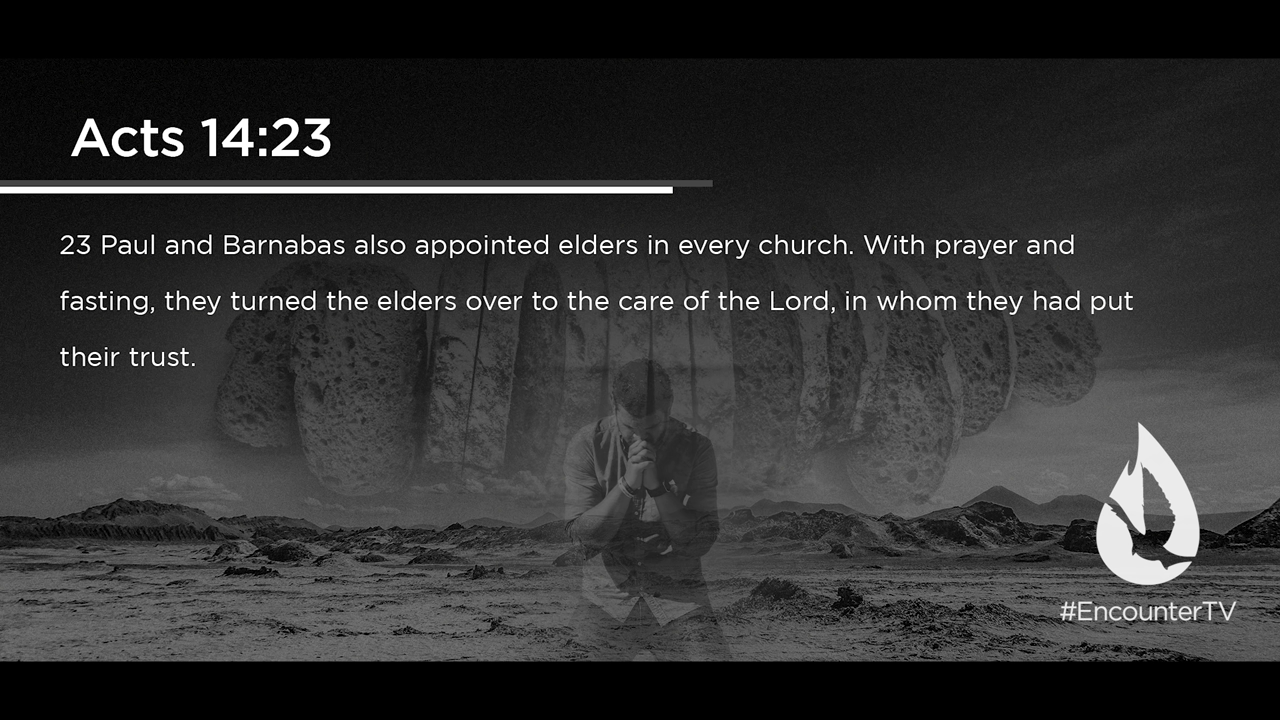 Acts 14:23
23 Paul and Barnabas also appointed elders in every church. With prayer and
fasting, they turned the elders over to the care of the Lord, in whom they had put
their trust.
#EncounterTV